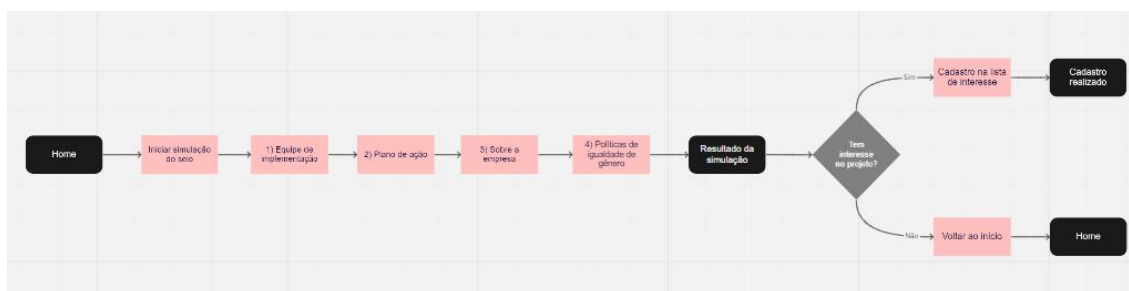 Home
Iniciar simulação
do selo
1) Equipe de
implementação
2) Plano de ação
3) Sobre a
empresa
4) Políticas de
igualdade de
gênero
Resultado da
simulação
Tem
interesse
no projeto?
Sim
Cadastro na lista
de interesse
Cadastro
realizado
Não
Voltar ao início
Home